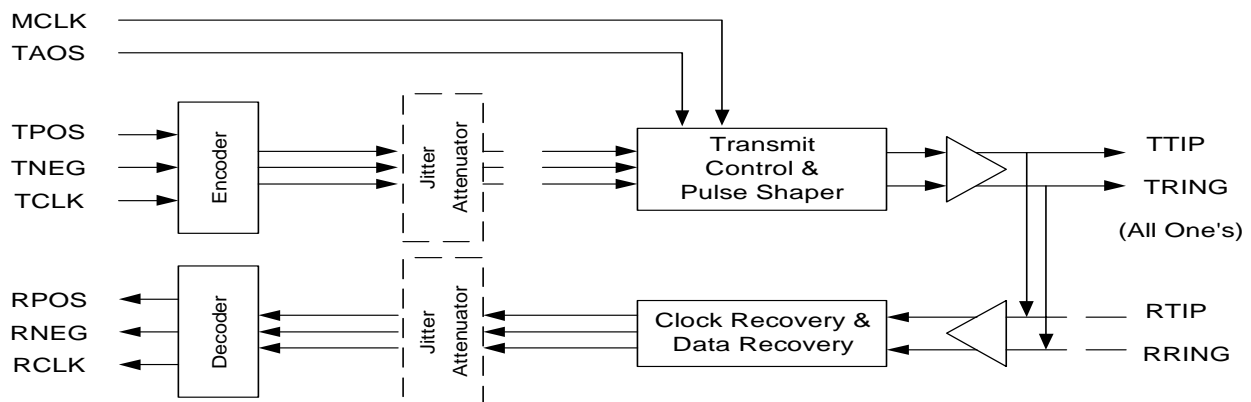 MCLK
TAOS
TPOS
TNEG
TCLK
Encoder
Jitter
Attenuator
Transmit
Control &
Pulse Shaper
TTIP
TRING
(All One's)
RPOS
RNEG
RCLK
Decoder
Jitter
Attenuator
Clock Recovery &
Data Recovery
RTIP
RRING